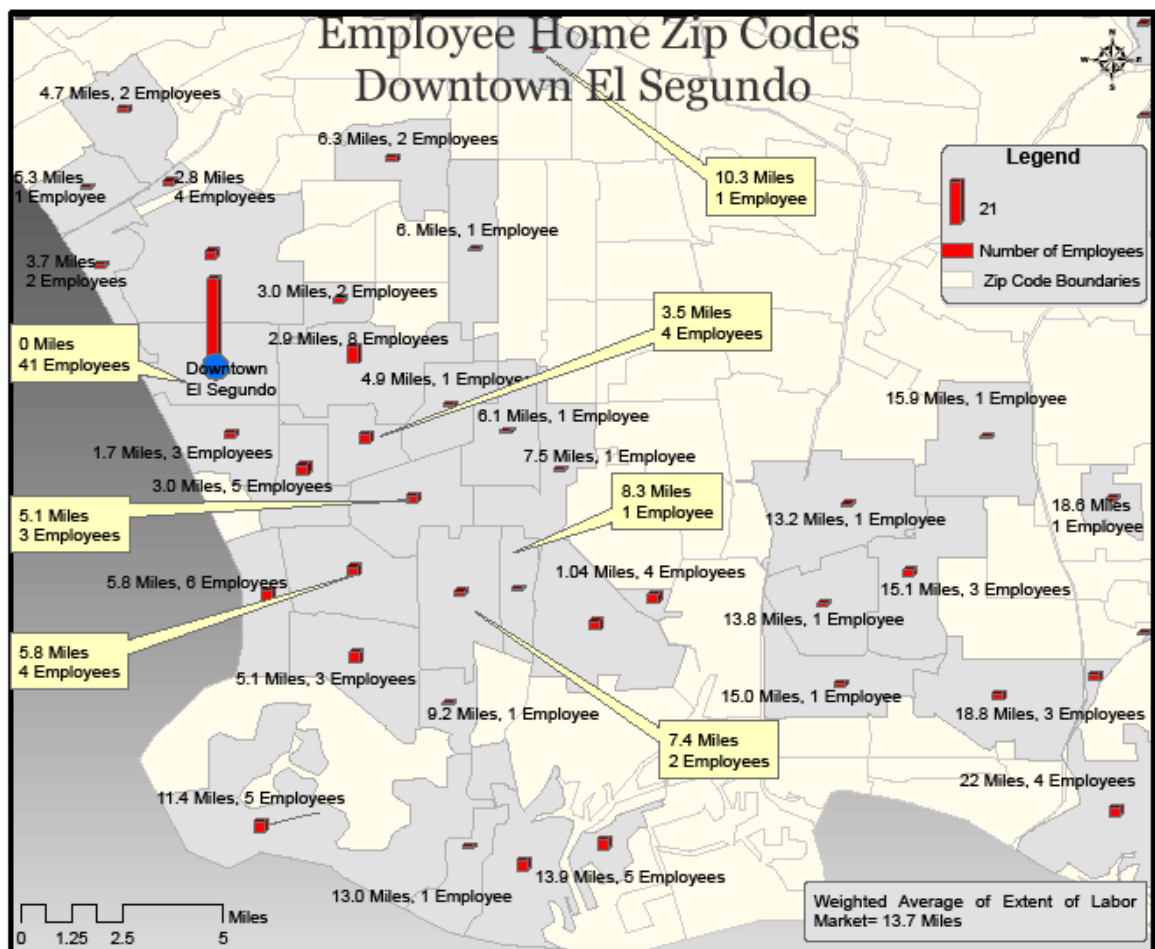 Employee Home Zip Codes
Downtown El Segundo
N
W E
S
4.7 Miles, 2 Employees
6.3 Miles, 2 Employees
5.3 Miles
1 Employee
2.8 Miles
4 Employees
10.3 Miles
1 Employee
Legend
21
Number of Employees
Zip Code Boundaries
6. Miles, 1 Employee
3.7 Miles
2 Employees
3.0 Miles, 2 Employees
3.5 Miles
4 Employees
0 Miles
41 Employees
2.9 Miles, 8 Employees
Downtown
El Segundo
4.9 Miles, 1 Employee
6.1 Miles, 1 Employee
15.9 Miles, 1 Employee
1.7 Miles, 3 Employees
7.5 Miles, 1 Employee
3.0 Miles, 5 Employees
8.3 Miles
1 Employee
18.6 Miles
1 Employee
5.1 Miles
3 Employees
13.2 Miles, 1 Employee
5.8 Miles, 6 Employees
1.04 Miles, 4 Employees
15.1 Miles, 3 Employees
13.8 Miles, 1 Employee
5.8 Miles
4 Employees
5.1 Miles, 3 Employees
15.0 Miles, 1 Employee
9.2 Miles, 1 Employee
18.8 Miles, 3 Employees
7.4 Miles
2 Employees
22 Miles, 4 Employees
11.4 Miles, 5 Employees
13.9 Miles, 5 Employees
13.0 Miles, 1 Employee
Weighted Average of Extent of Labor
Market= 13.7 Miles
Miles
0 1.25 2.5 5